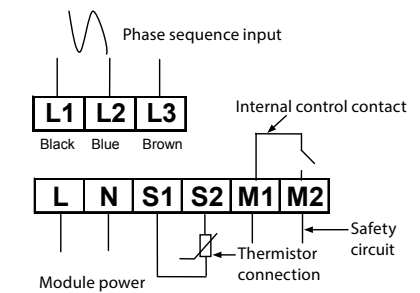 Phase sequence input
L1 L2 L3
Black Blue Brown
Internal control contact
L N S1 S2 M1 M2
Safety
circuit
Thermistor
connection
Module power